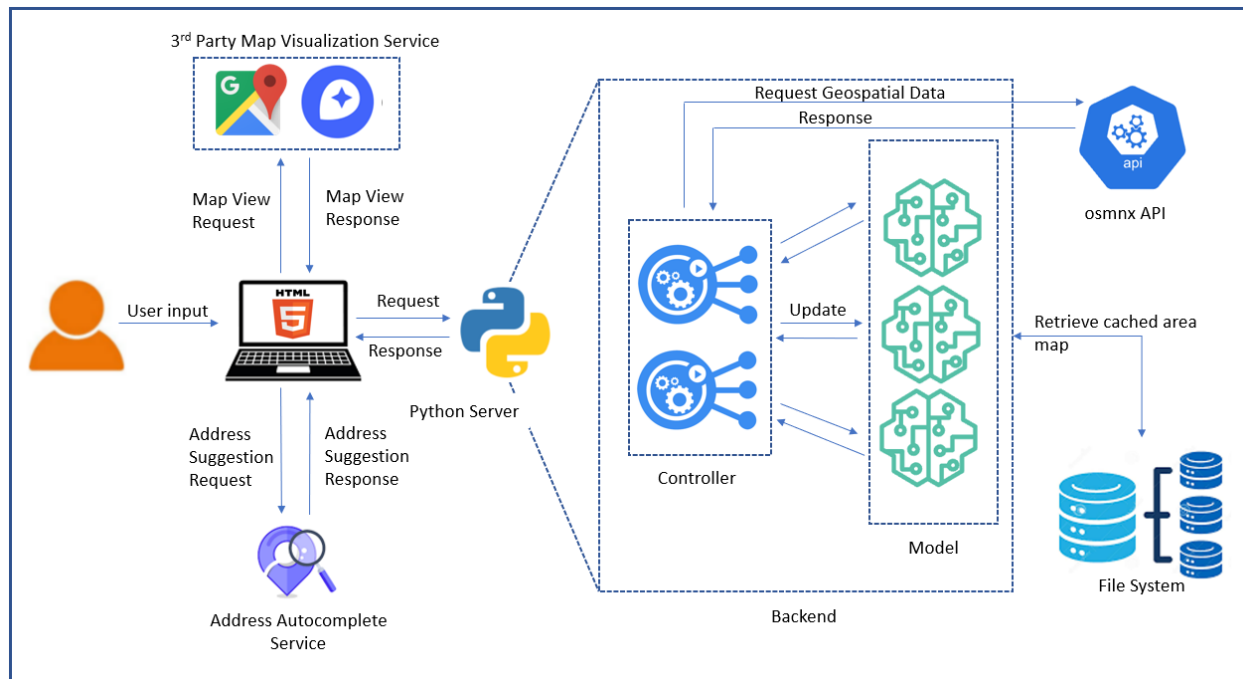 3rd Party Map Visualization Service
G
Map View
Request
Map View
Response
User input
HTML
5
Request
Response
Python Server
Address
Suggestion
Request
Address
Suggestion
Response
Address Autocomplete
Service
Request Geospatial Data
Response
api
osmnx API
Update
Controller
Model
Backend
Retrieve cached area
map
File System